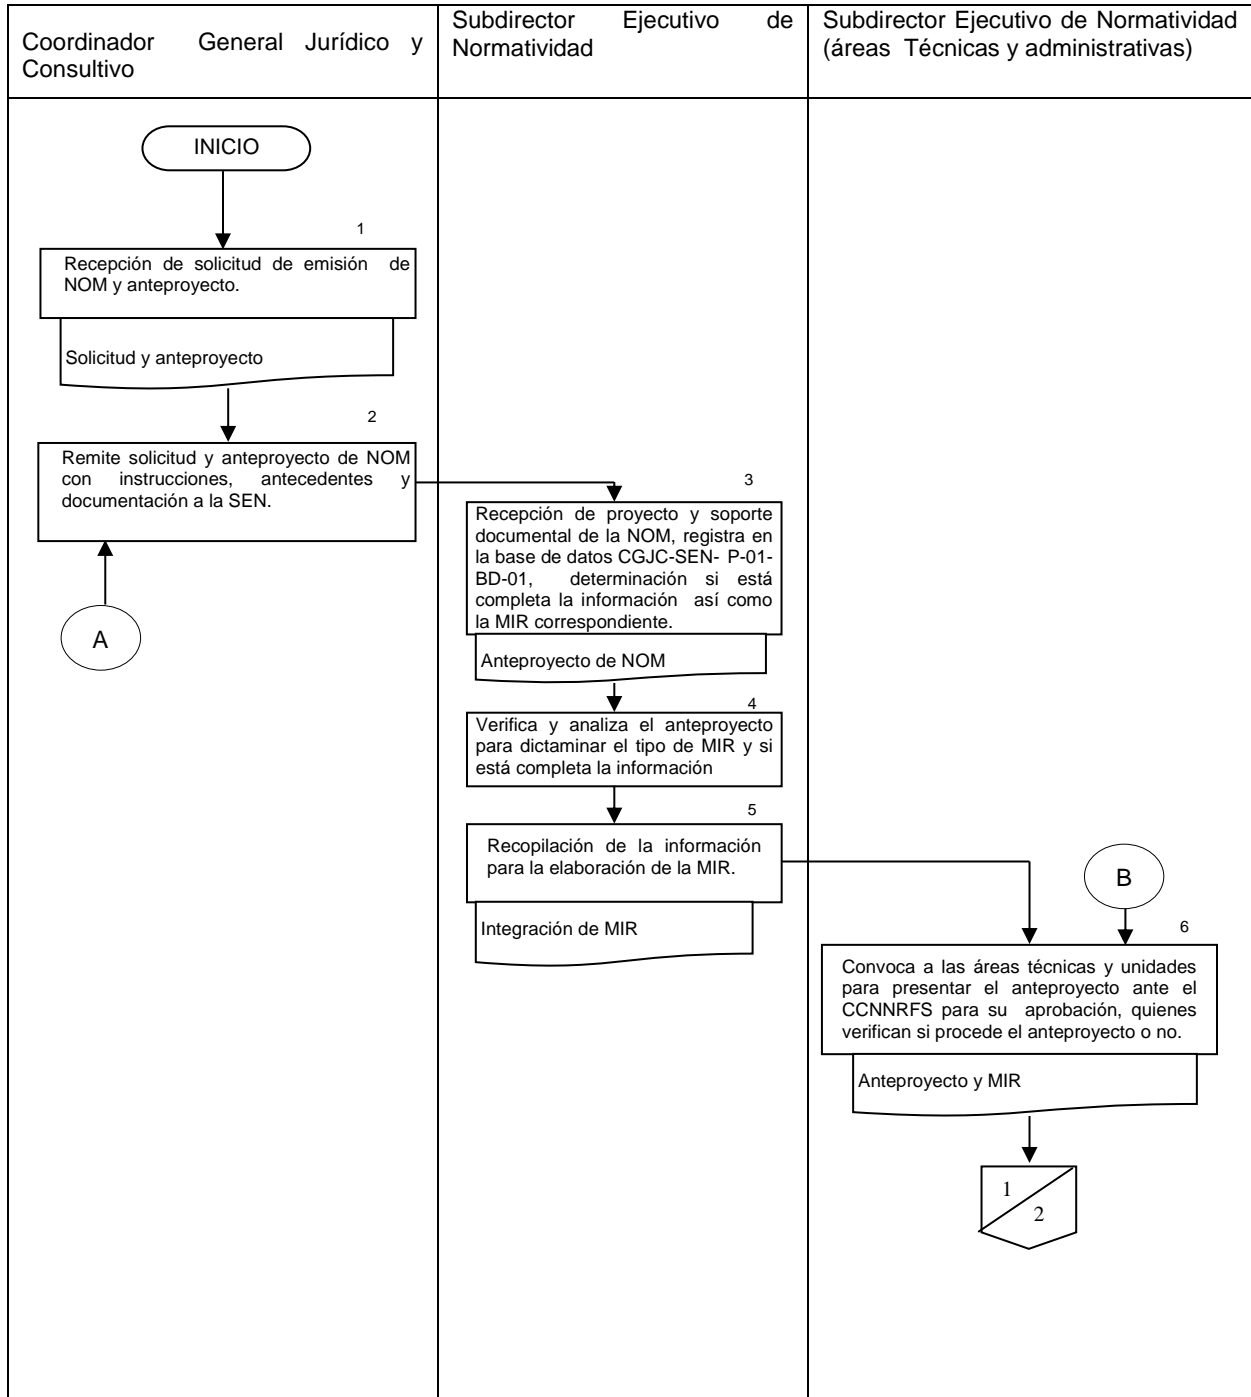 Coordinador General Jurídico y
Consultivo
Subdirector Ejecutivo de
Normatividad
Subdirector Ejecutivo de Normatividad
(áreas Técnicas y administrativas)
INICIO
1
Recepción de solicitud de emisión de
NOM y anteproyecto.
Solicitud y anteproyecto
2
Remite solicitud y anteproyecto de NOM
con instrucciones, antecedentes y
documentación a la SEN.
A
3
Recepción de proyecto y soporte
documental de la NOM, registra en
la base de datos CGJC-SEN- P-01-
BD-01, determinación si está
completa la información así como
la MIR correspondiente.
Anteproyecto de NOM
4
Verifica y analiza el anteproyecto
para dictaminar el tipo de MIR y si
está completa la información
5
Recopilación de la información
para la elaboración de la MIR.
Integración de MIR
B
6
Convoca a las áreas técnicas y unidades
para presentar el anteproyecto ante el
CCNNRFS para su aprobación, quienes
verifican si procede el anteproyecto o no.
Anteproyecto y MIR
1
2